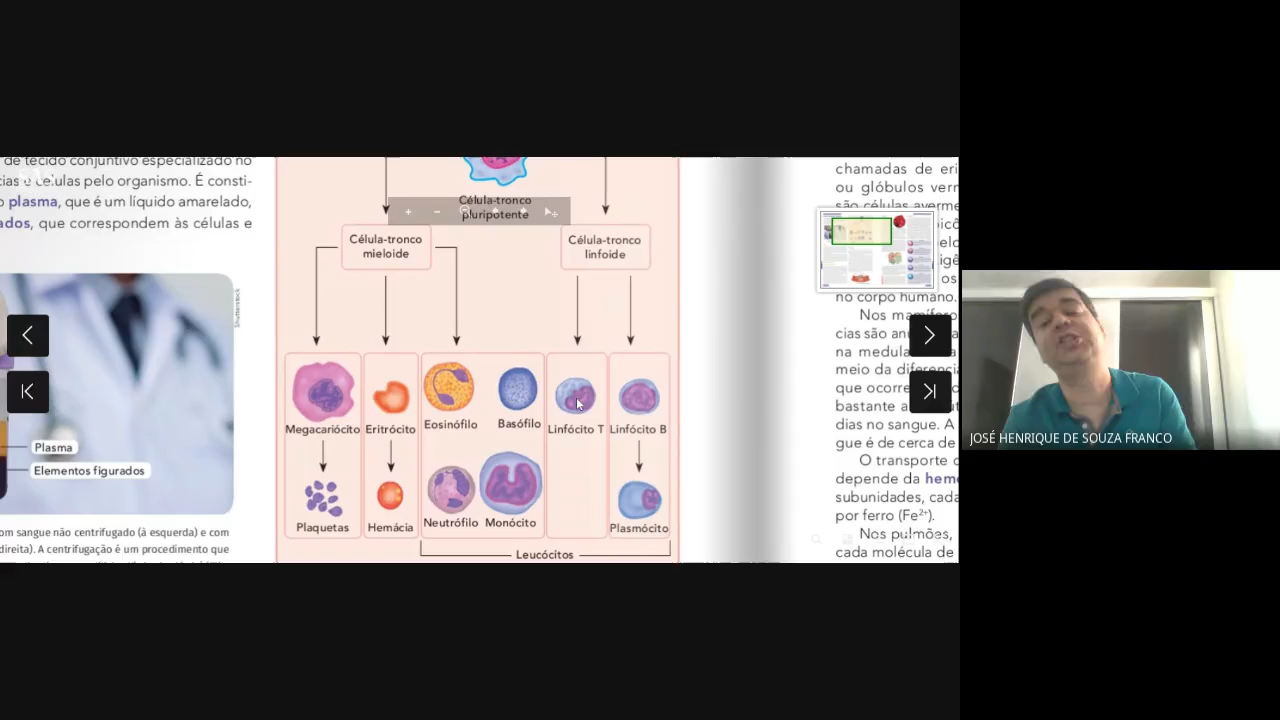 de tecido conjuntivo especializado no
cias e células pelo organismo. É consti-
o plasma, que é um líquido amarelado,
ados, que correspondem às células e
Shutterstock
Plasma
Elementos figurados
om sangue não centrifugado (à esquerda) e com
direita). A centrifugação é um procedimento que
Célula-tronco
pluripotente
Célula-tronco
mieloide
Célula-tronco
linfoide
Megacariócito
Eritrócito
Eosinófilo
Basófilo
Linfócito T
Linfócito B
Plaquetas
Hemácia
Neutrófilo
Monócito
Plasmócito
Leucócitos
chamadas de eri
ou glóbulos verm
são células averme
os
no corpo humano.
Nos mamífero
cias são an
na medula
meio da diferen
que ocorre
bastante a
dias no sangue. A
gue é de cerca de
O transporte
depende da hem
subunidades, cada
por ferro (Fe²⁺).
Nos pulmões,
cada molécula de
JOSÉ HENRIQUE DE SOUZA FRANCO